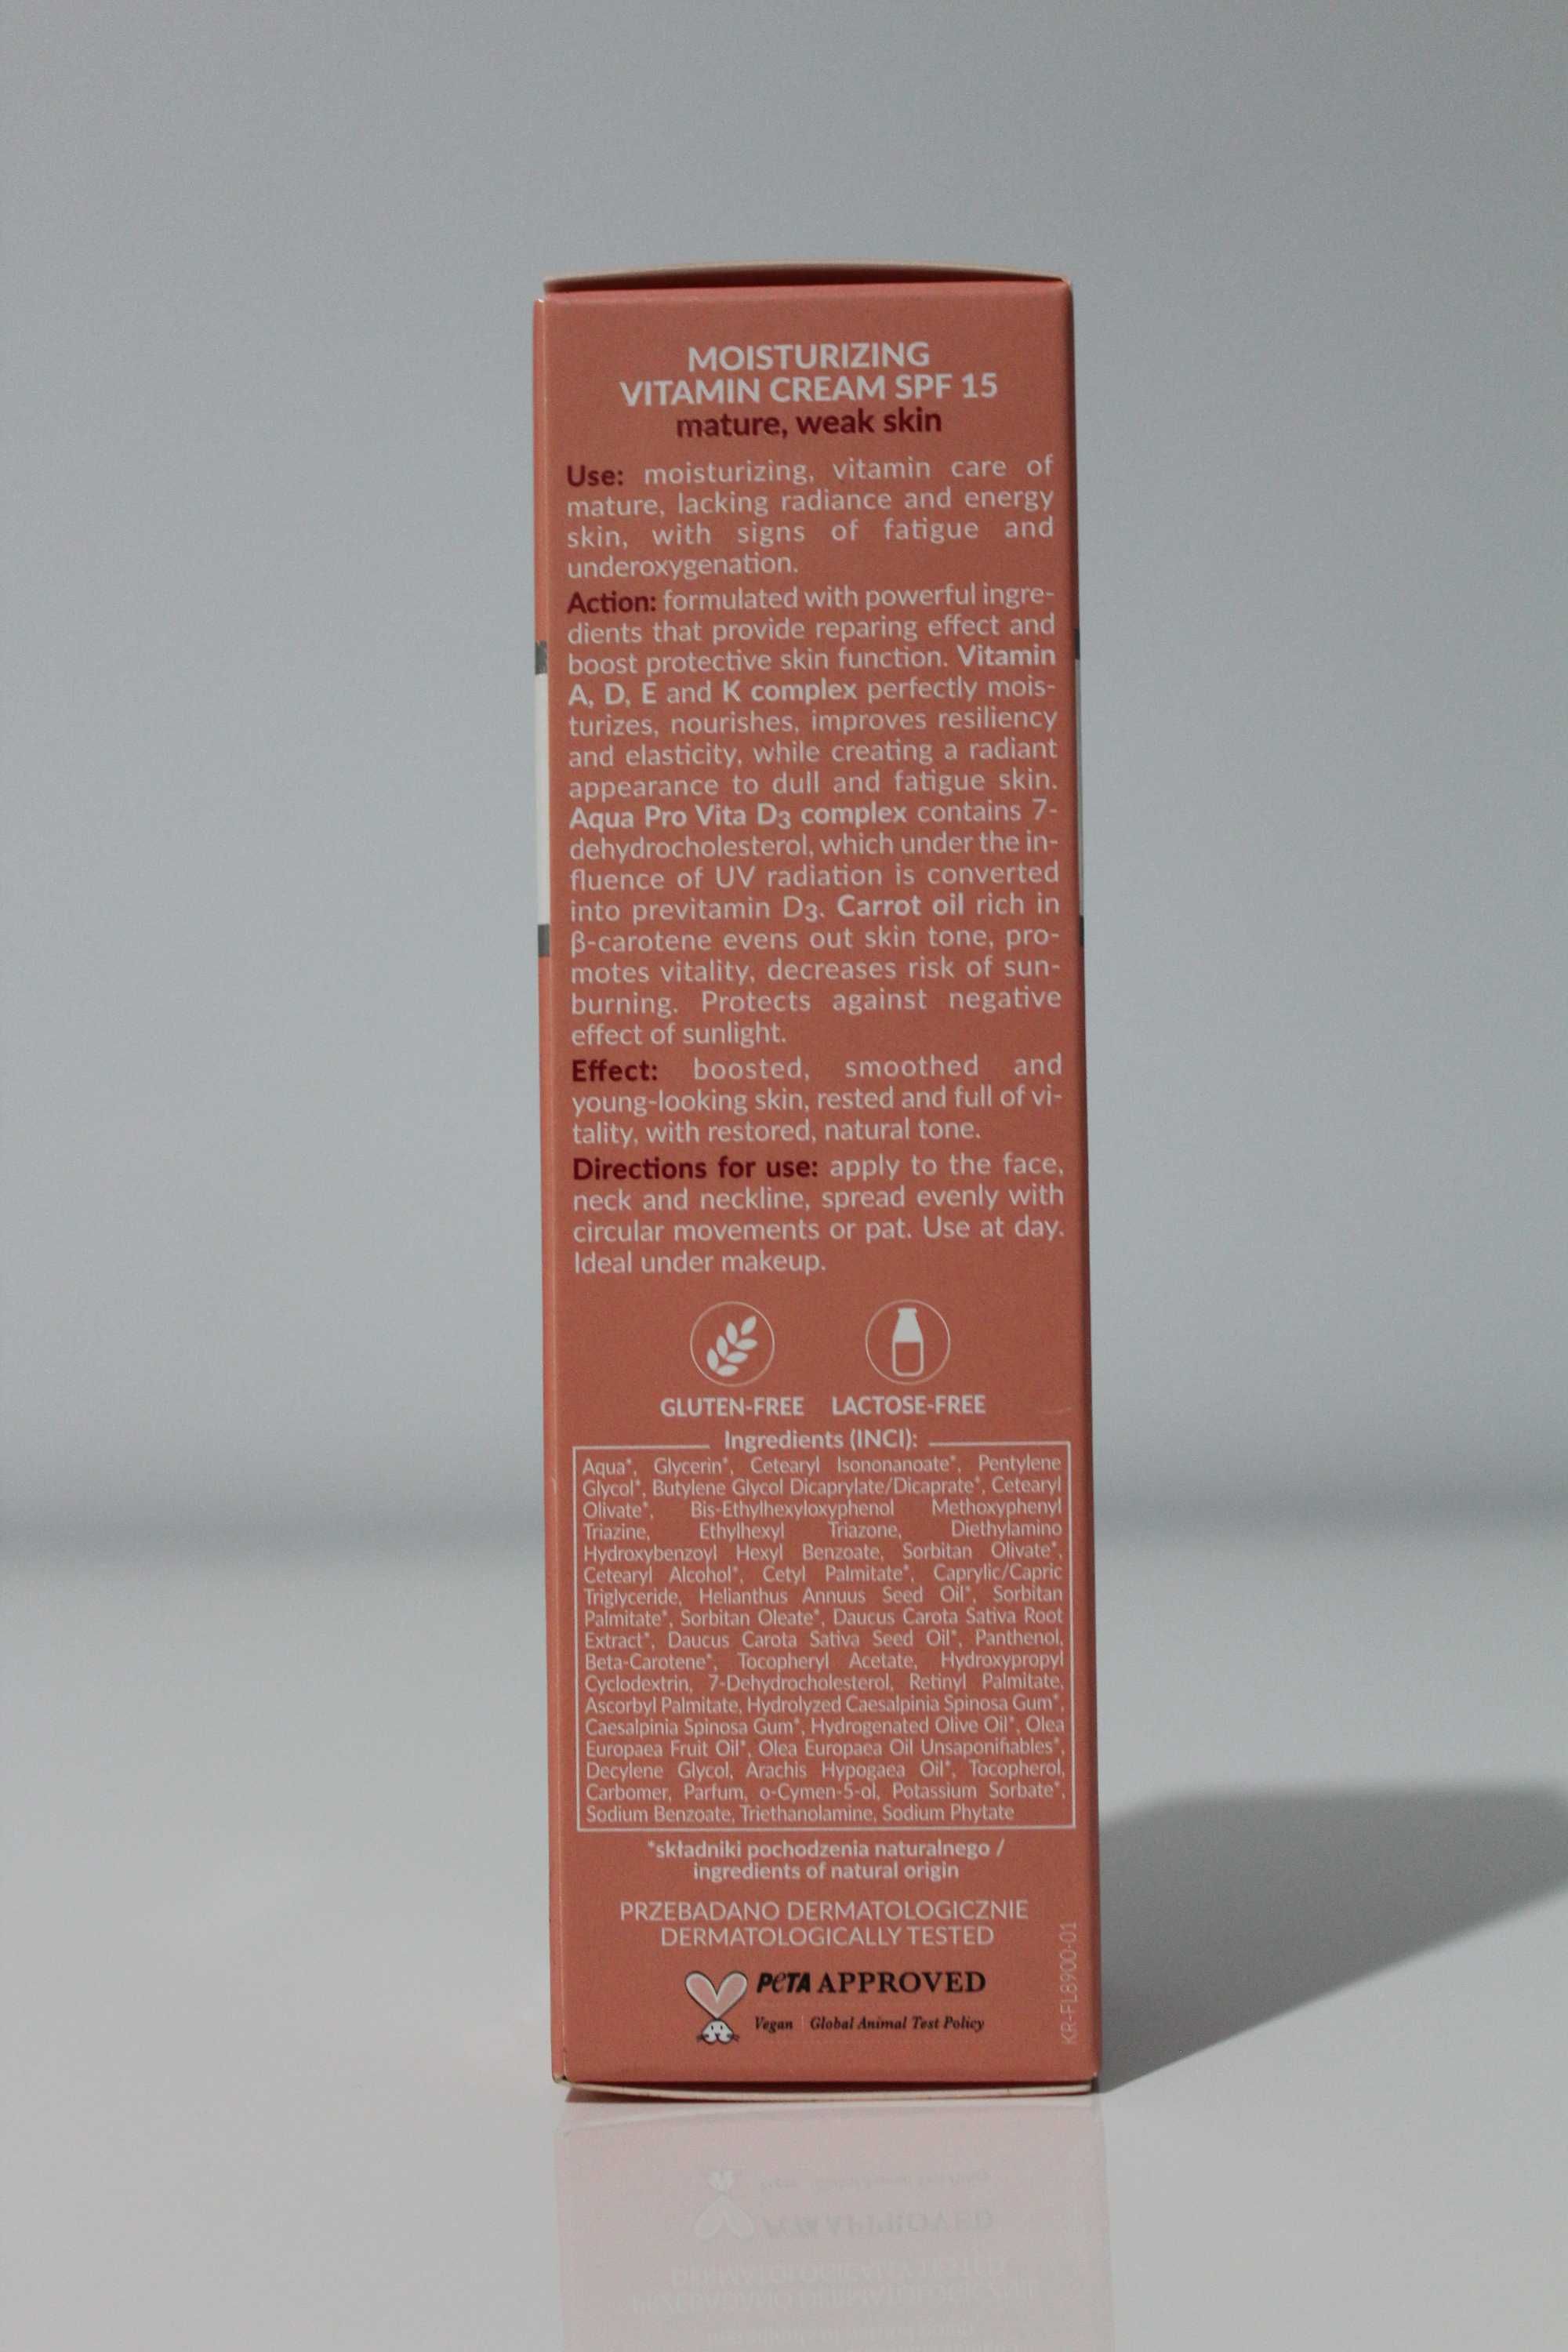 MOISTURIZING
VITAMIN CREAM SPF 15
mature, weak skin
Use: moisturizing, vitamin care of
mature, lacking radiance and energy
skin, with signs of fatigue and
underoxygenation.
Action: formulated with powerful ingre-
dients that provide reparing effect and
boost protective skin function. Vitamin
A, D, E and K complex perfectly mois-
turizes, nourishes, improves resiliency
and elasticity, while creating a radiant
appearance to dull and fatigue skin.
Aqua Pro Vita D3 complex contains 7-
dehydrocholesterol, which under the in-
fluence of UV radiation is converted
into previtamin D3. Carrot oil rich in
β-carotene evens out skin tone, pro-
motes vitality, decreases risk of sun-
burning. Protects against negative
effect of sunlight.
Effect: boosted, smoothed and
young-looking skin, rested and full of vi-
tality, with restored, natural tone.
Directions for use: apply to the face,
neck and neckline, spread evenly with
circular movements or pat. Use at day.
Ideal under makeup.
GLUTEN-FREE LACTOSE-FREE
Ingredients (INCI):
Aqua*, Glycerin*, Cetearyl Isononanoate*, Pentylene
Glycol*, Butylene Glycol Dicaprylate/Dicaprate*, Cetearyl
Olivate*, Bis-Ethylhexyloxyphenol Methoxyphenyl
Triazine, Ethylhexyl Triazone, Diethylamino
Hydroxybenzoyl Hexyl Benzoate, Sorbitan Olivate*,
Cetearyl Alcohol*, Cetyl Palmitate*, Caprylic/Capric
Triglyceride, Helianthus Annuus Seed Oil*, Sorbitan
Palmitate*, Sorbitan Oleate*, Daucus Carota Sativa Root
Extract*, Daucus Carota Sativa Seed Oil*, Panthenol,
Beta-Carotene*, Tocopheryl Acetate, Hydroxypropyl
Cyclodextrin, 7-Dehydrocholesterol, Retinyl Palmitate,
Ascorbyl Palmitate, Hydrolyzed Caesalpinia Spinosa Gum*,
Caesalpinia Spinosa Gum*, Hydrogenated Olive Oil*, Olea
Europaea Fruit Oil*, Olea Europaea Oil Unsaponifiables*,
Decylene Glycol, Arachis Hypogaea Oil*, Tocopherol,
Carbomer, Parfum, o-Cymen-5-ol, Potassium Sorbate*,
Sodium Benzoate, Triethanolamine, Sodium Phytate
*składniki pochodzenia naturalnego /
ingredients of natural origin
PRZEBADANO DERMATOLOGICZNIE
DERMATOLOGICALLY TESTED
PeTA APPROVED
Vegan | Global Animal Test Policy
KR-FL8900-01